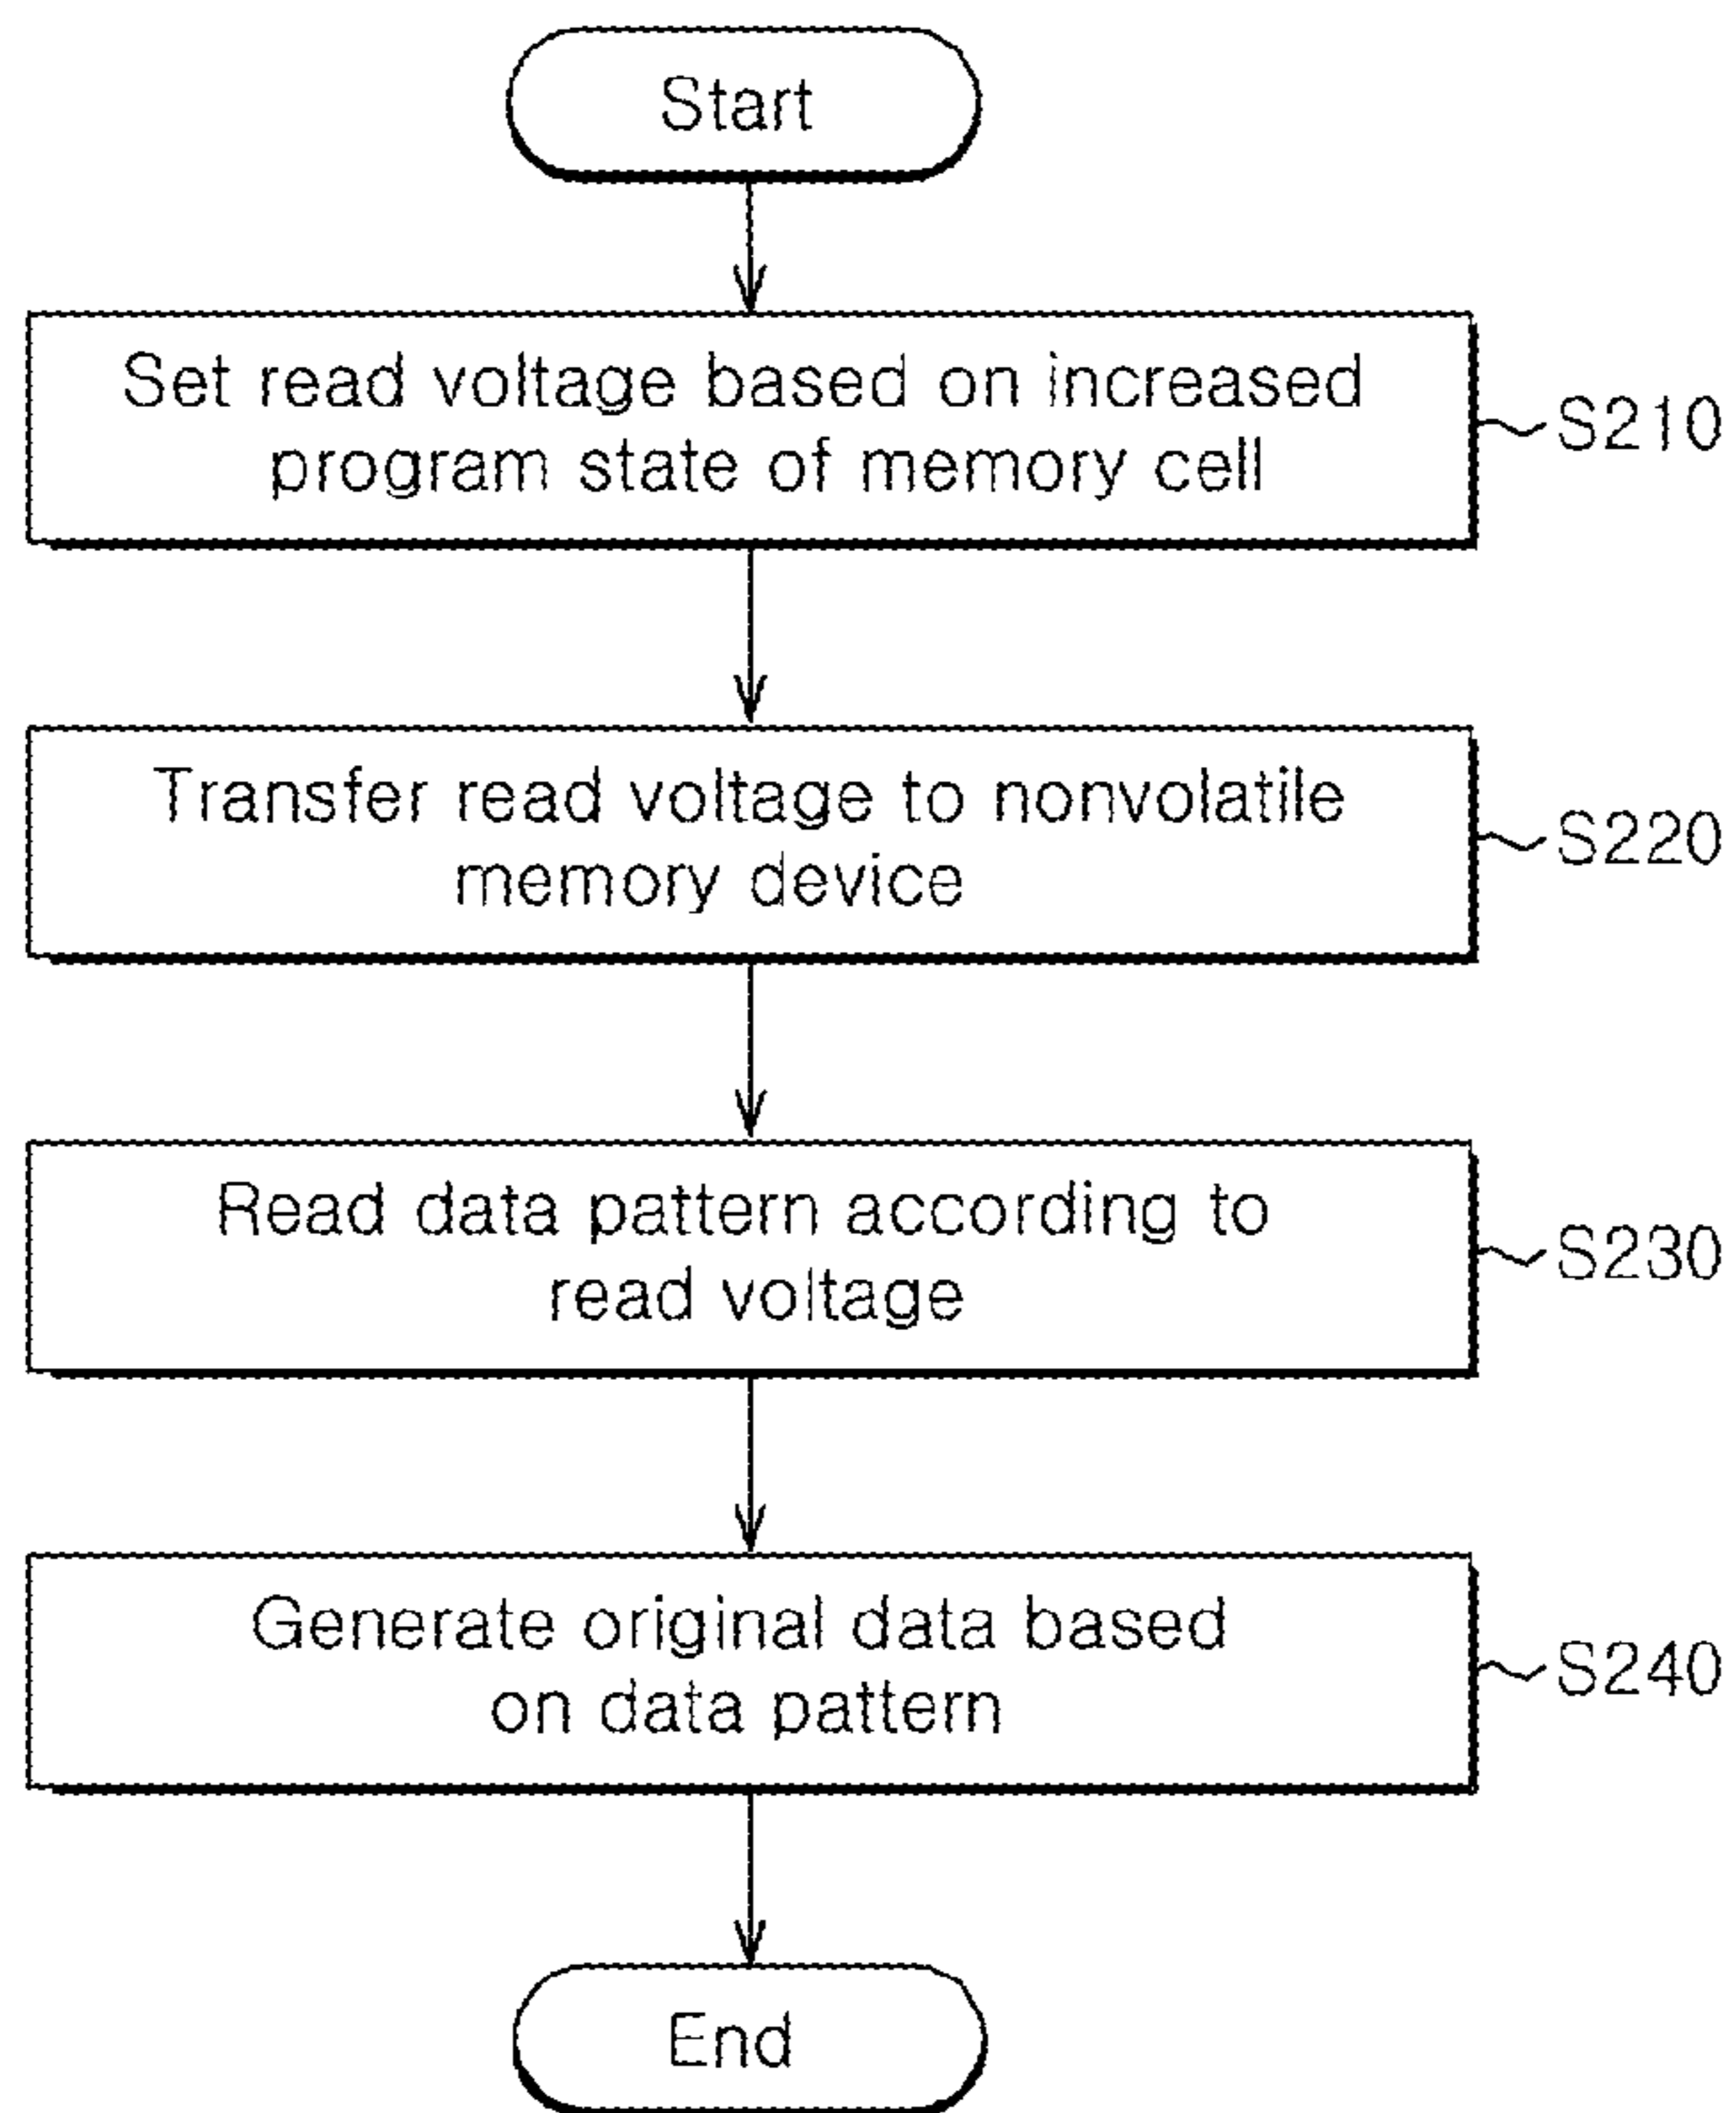 Start
Set read voltage based on increased
program state of memory cell
S210
Transfer read voltage to nonvolatile
memory device
S220
Read data pattern according to
read voltage
S230
Generate original data based
on data pattern
S240
End